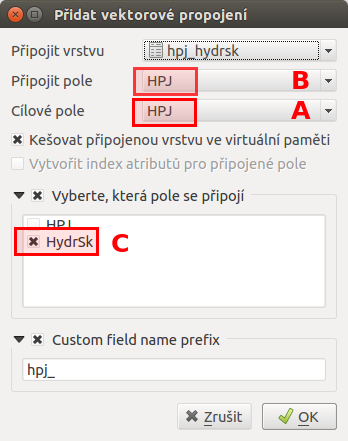 Přidat vektorové propojení
Připojit vrstvu hpj_hydrsk
Připojit pole HPJ B
Cílové pole HPJ A
Kešovat připojenou vrstvu ve virtuální paměti
Vytvořit index atributů pro připojené pole
Vyberte, která pole se připojí
HPJ
HydrSk C
Custom field name prefix
hpj_
Zrušit OK